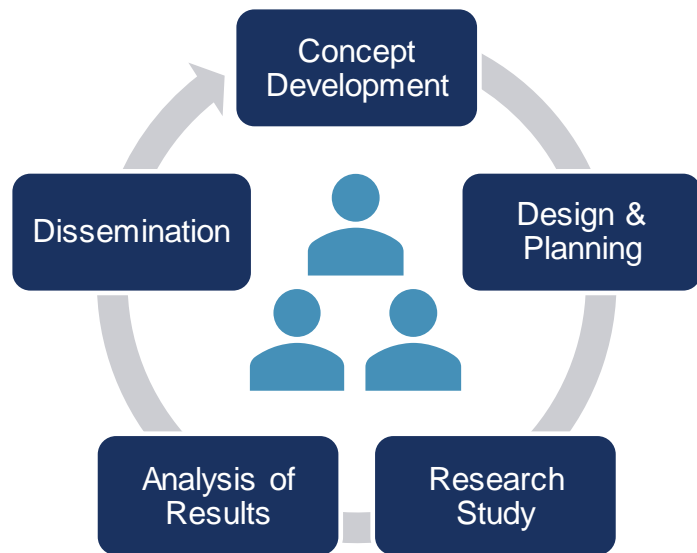 Concept
Development
Design &
Planning
Research
Study
Analysis of
Results
Dissemination